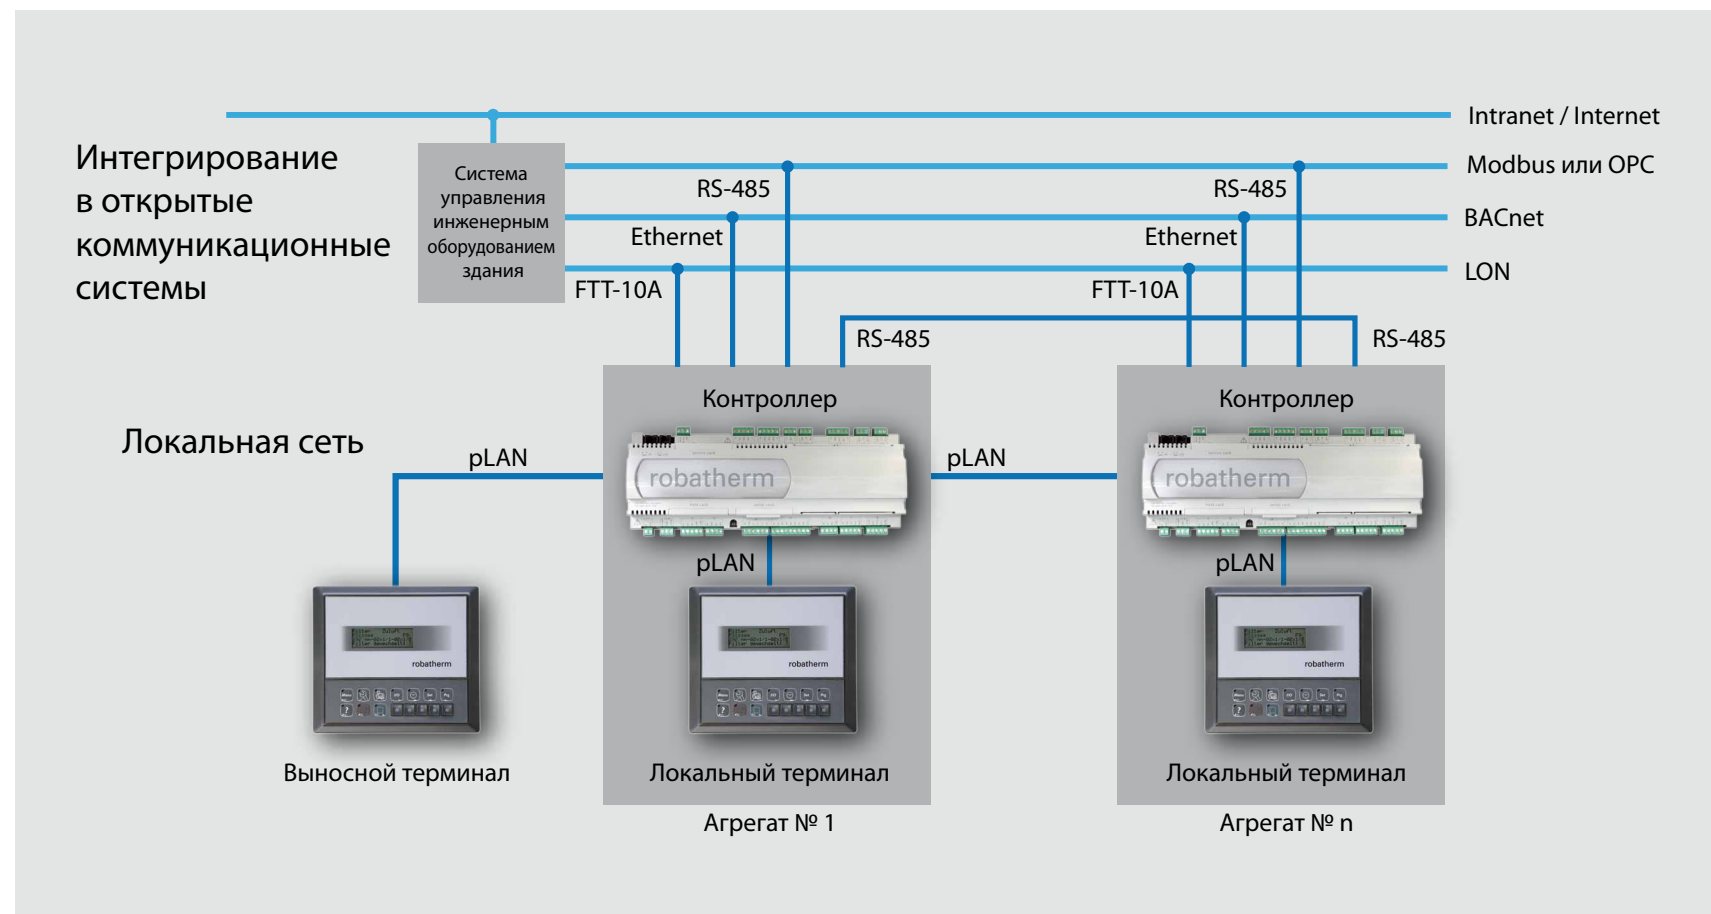 Intranet / Internet
Интегрирование
в открытые
коммуникационные
системы
Система
управления
инженерным
оборудованием
здания
Modbus или OPC
RS-485
RS-485
BACnet
Ethernet
Ethernet
LON
FTT-10A
FTT-10A
RS-485
RS-485
Контроллер
Контроллер
Локальная сеть
pLAN
pLAN
robatherm
robatherm
pLAN
pLAN
robatherm
robatherm
robatherm
Выносной терминал
Локальный терминал
Локальный терминал
Агрегат № 1
Агрегат № n